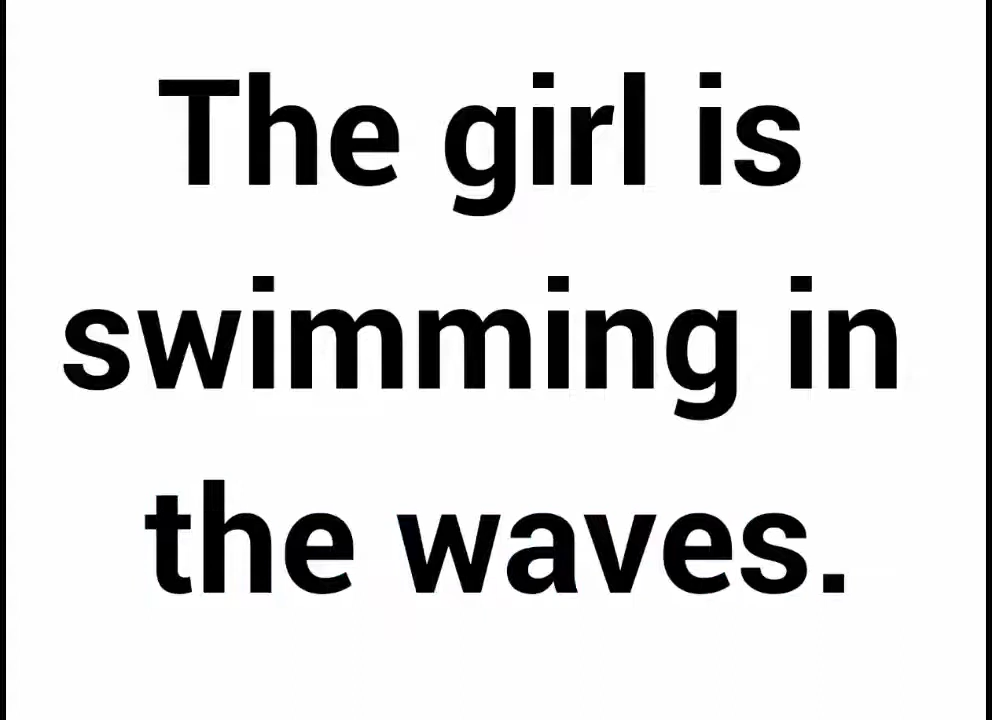 The girl is
swimming in
the waves.